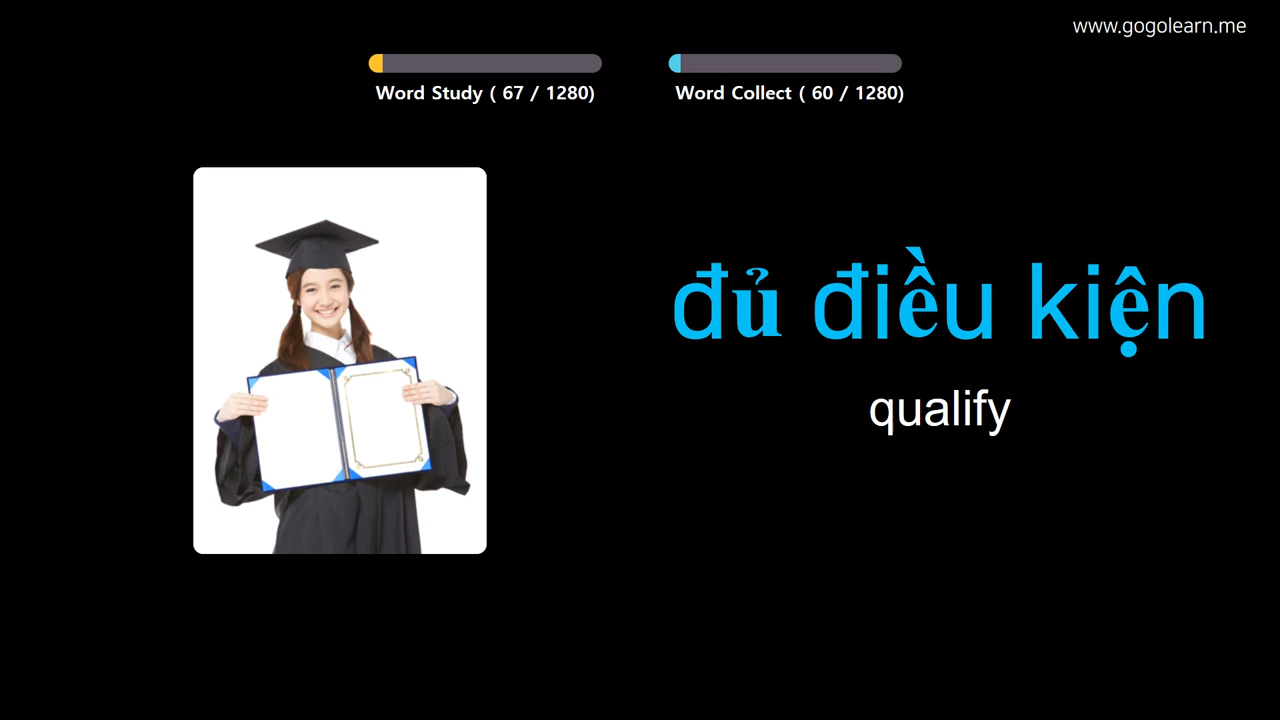 www.gogolearn.me
Word Study ( 67 / 1280)
Word Collect ( 60 / 1280)
đủ điều kiện
qualify